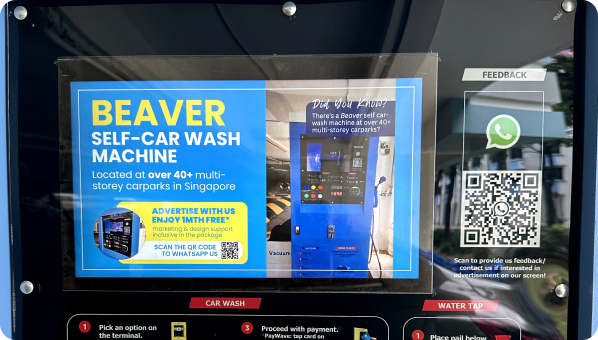 BEAVER
SELF-CAR WASH
MACHINE
Located at over 40+ multi-
storey carparks in Singapore
ADVERTISE WITH US
ENJOY 1MTH FREE*
marketing & design support
inclusive in the package
SCAN THE QR CODE
TO WHATSAPP US
Did You Know?
There's a Beaver self car
wash machine at over 40+
multi-storey carparks?
Vacuum
FEEDBACK
Scan to provide us feedback/
contact us if interested in
advertisement on our screen!
CAR WASH
1 Pick an option on
the terminal.
3 Proceed with payment.
*PayWave: tap card on
WATER TAP
1 Place pail below